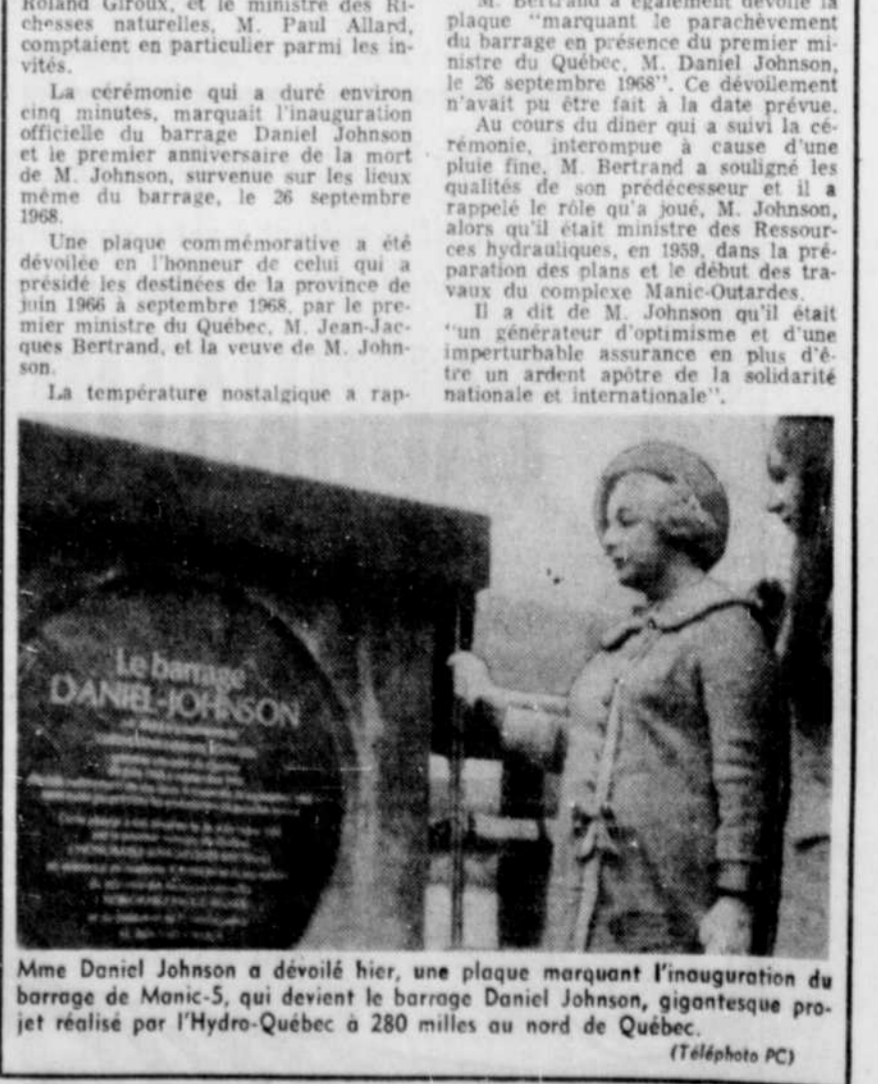 Roland Giroux, et le ministre des Ri-
chesses naturelles, M. Paul Allard,
comptaient en particulier parmi les in-
vités.
La cérémonie qui a duré environ
cinq minutes, marquait l'inauguration
officielle du barrage Daniel Johnson
et le premier anniversaire de la mort
de M. Johnson, survenue sur les lieux
même du barrage, le 26 septembre
1968.
Une plaque commémorative a été
dévoilée en l'honneur de celui qui a
présidé les destinées de la province de
juin 1966 à septembre 1968, par le pre-
mier ministre du Québec, M. Jean-Jac-
ques Bertrand, et la veuve de M. John-
son.
La température nostalgique a rap-
M. Bertrand a également dévoilé la
plaque "marquant le parachèvement
du barrage en présence du premier mi-
nistre du Québec, M. Daniel Johnson,
le 26 septembre 1968". Ce dévoilement
n'avait pu être fait à la date prévue.
Au cours du diner qui a suivi la cé-
rémonie, interompue à cause d'une
pluie fine, M. Bertrand a souligné les
qualités de son prédécesseur et il a
rappelé le rôle qu'a joué, M. Johnson,
alors qu'il était ministre des Ressour-
ces hydrauliques, en 1959, dans la pré-
paration des plans et le début des tra-
vaux du complexe Manic-Outardes.
Il a dit de M. Johnson qu'il était
"un générateur d'optimisme et d'une
imperturbable assurance en plus d'ê-
tre un ardent apôtre de la solidarité
nationale et internationale".
Le barrage
DANIEL-JOHNSON
Mme Daniel Johnson a dévoilé hier, une plaque marquant l'inauguration du
barrage de Manic-5, qui devient le barrage Daniel Johnson, gigantesque pro-
jet réalisé par l'Hydro-Québec à 280 milles au nord de Québec.
(Téléphoto PC)